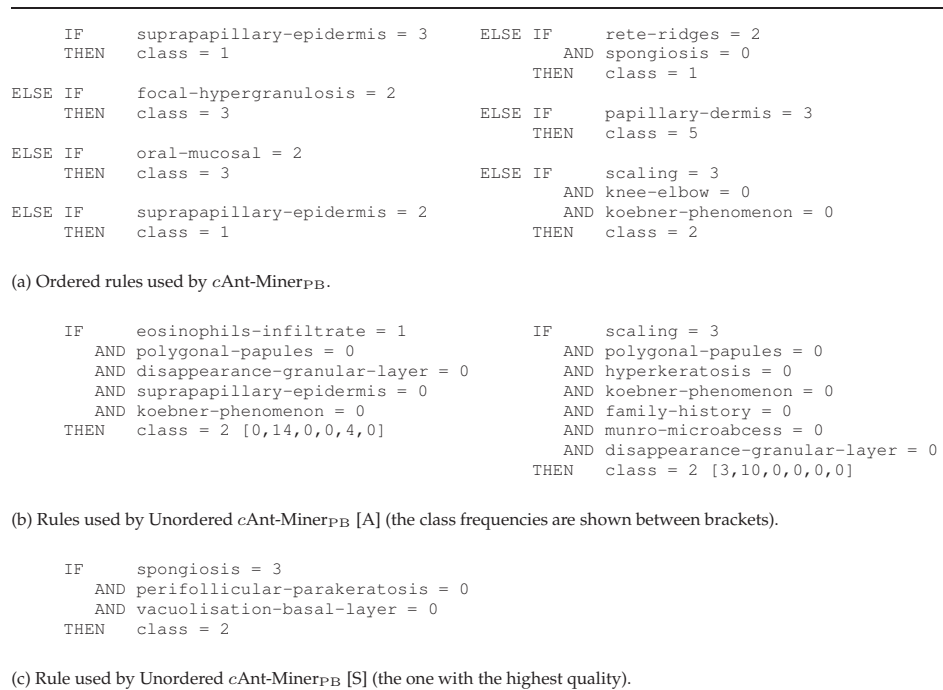 IF suprapapillary-epidermis = 3
THEN class = 1
ELSE IF focal-hypergranulosis = 2
THEN class = 3
ELSE IF oral-mucosal = 2
THEN class = 3
ELSE IF suprapapillary-epidermis = 2
THEN class = 1
ELSE IF rete-ridges = 2
AND spongiosis = 0
THEN class = 1
ELSE IF papillary-dermis = 3
THEN class = 5
ELSE IF scaling = 3
AND knee-elbow = 0
AND koebner-phenomenon = 0
THEN class = 2
(a) Ordered rules used by cAnt-MinerPB.
IF eosinophils-infiltrate = 1
AND polygonal-papules = 0
AND disappearance-granular-layer = 0
AND suprapapillary-epidermis = 0
AND koebner-phenomenon = 0
THEN class = 2 [0,14,0,0,4,0]
IF scaling = 3
AND polygonal-papules = 0
AND hyperkeratosis = 0
AND koebner-phenomenon = 0
AND family-history = 0
AND munro-microabcess = 0
AND disappearance-granular-layer = 0
THEN class = 2 [3,10,0,0,0,0]
(b) Rules used by Unordered cAnt-MinerPB [A] (the class frequencies are shown between brackets).
IF spongiosis = 3
AND perifollicular-parakeratosis = 0
AND vacuolisation-basal-layer = 0
THEN class = 2
(c) Rule used by Unordered cAnt-MinerPB [S] (the one with the highest quality).